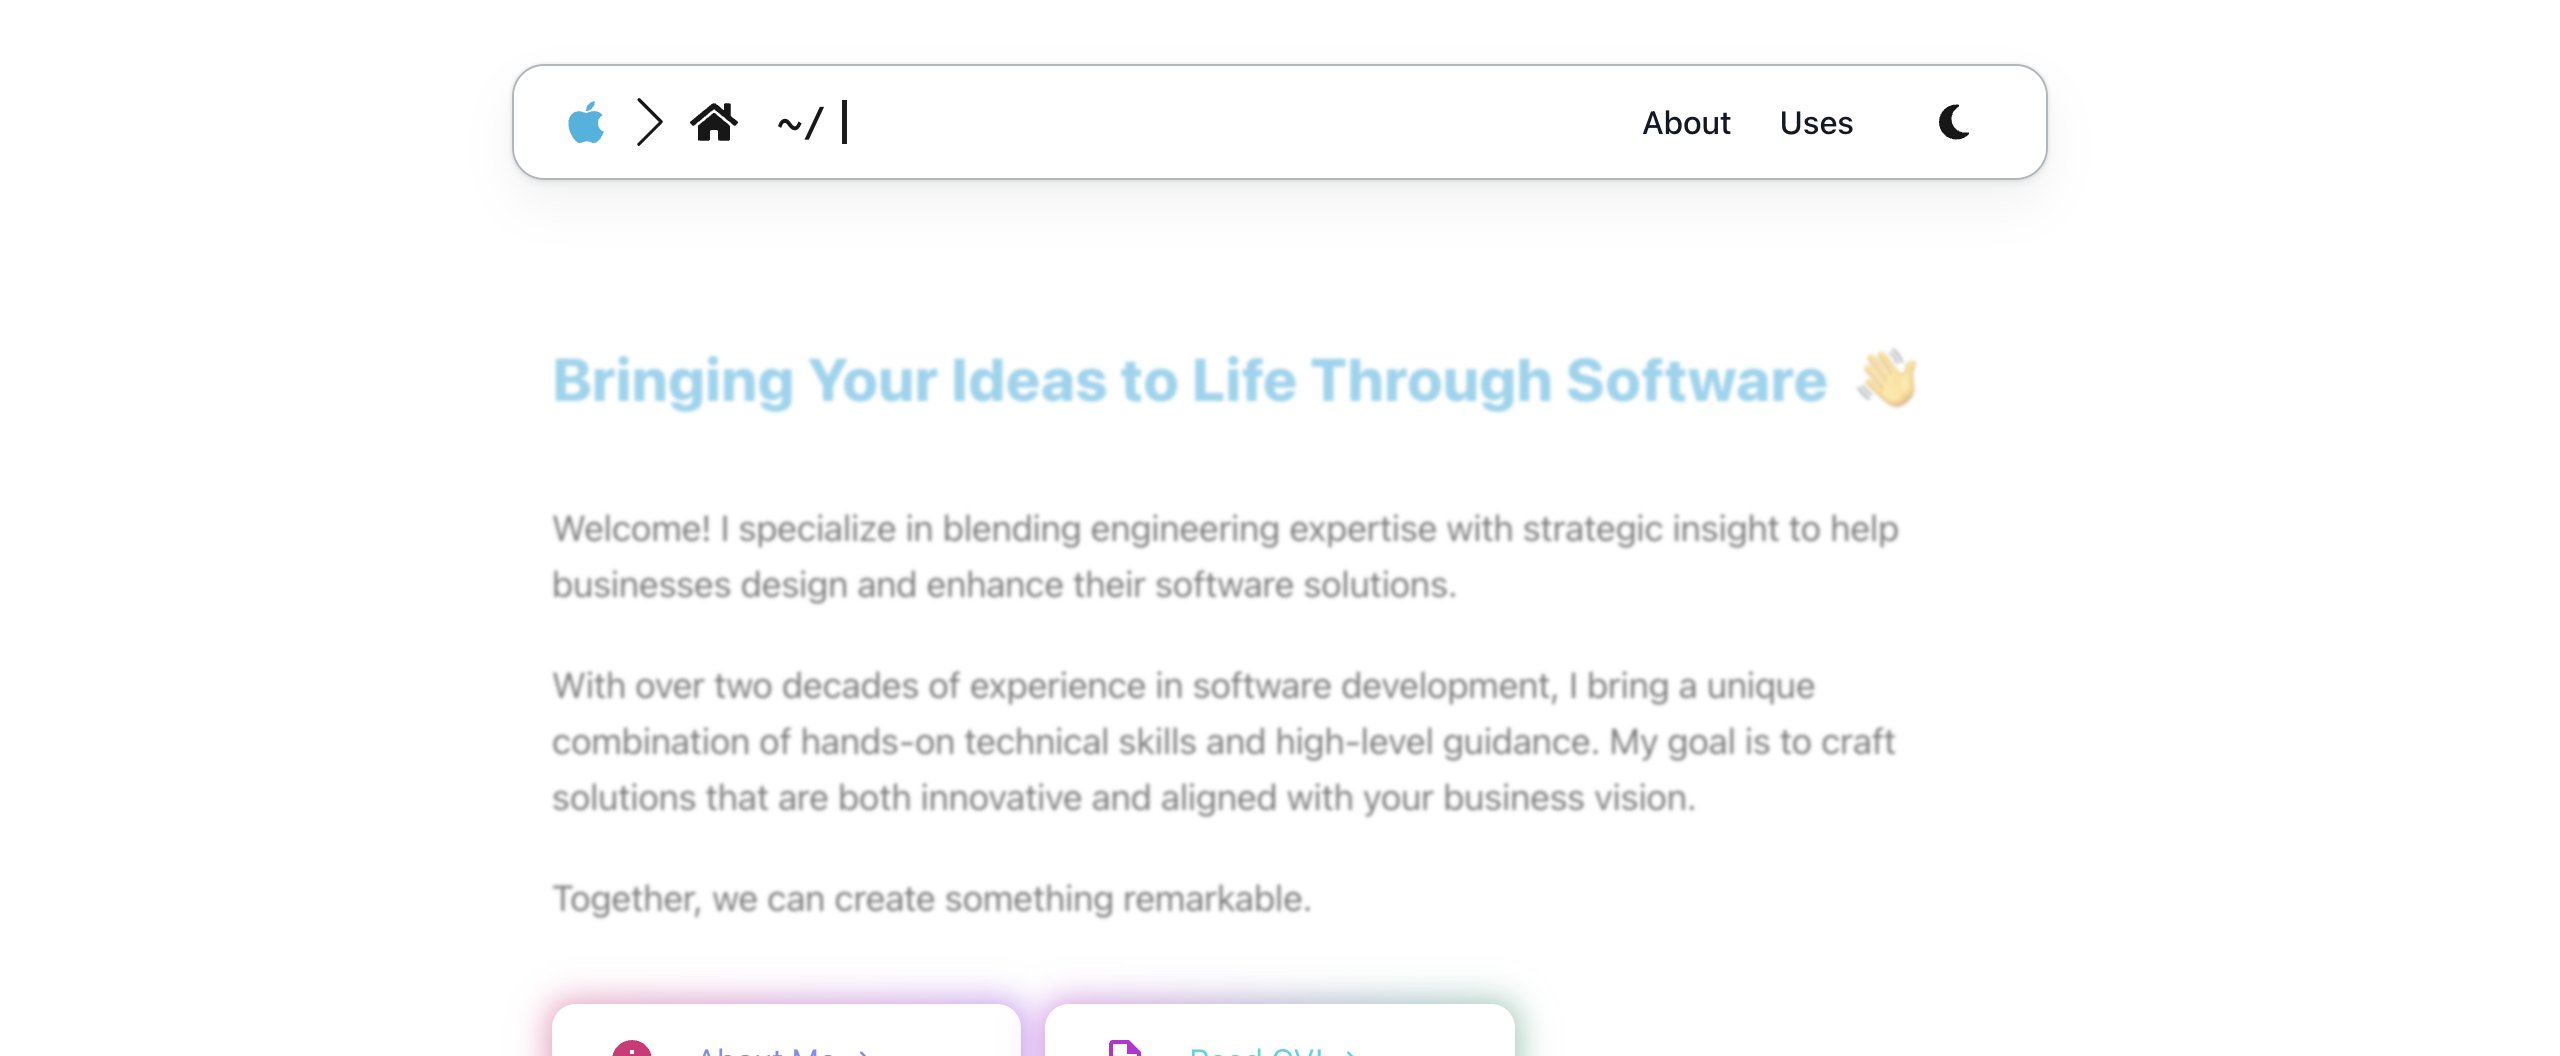 ~/
About Uses
Bringing Your Ideas to Life Through Software 👋
Welcome! I specialize in blending engineering expertise with strategic insight to help
businesses design and enhance their software solutions.
With over two decades of experience in software development, I bring a unique
combination of hands-on technical skills and high-level guidance. My goal is to craft
solutions that are both innovative and aligned with your business vision.
Together, we can create something remarkable.
About Me →